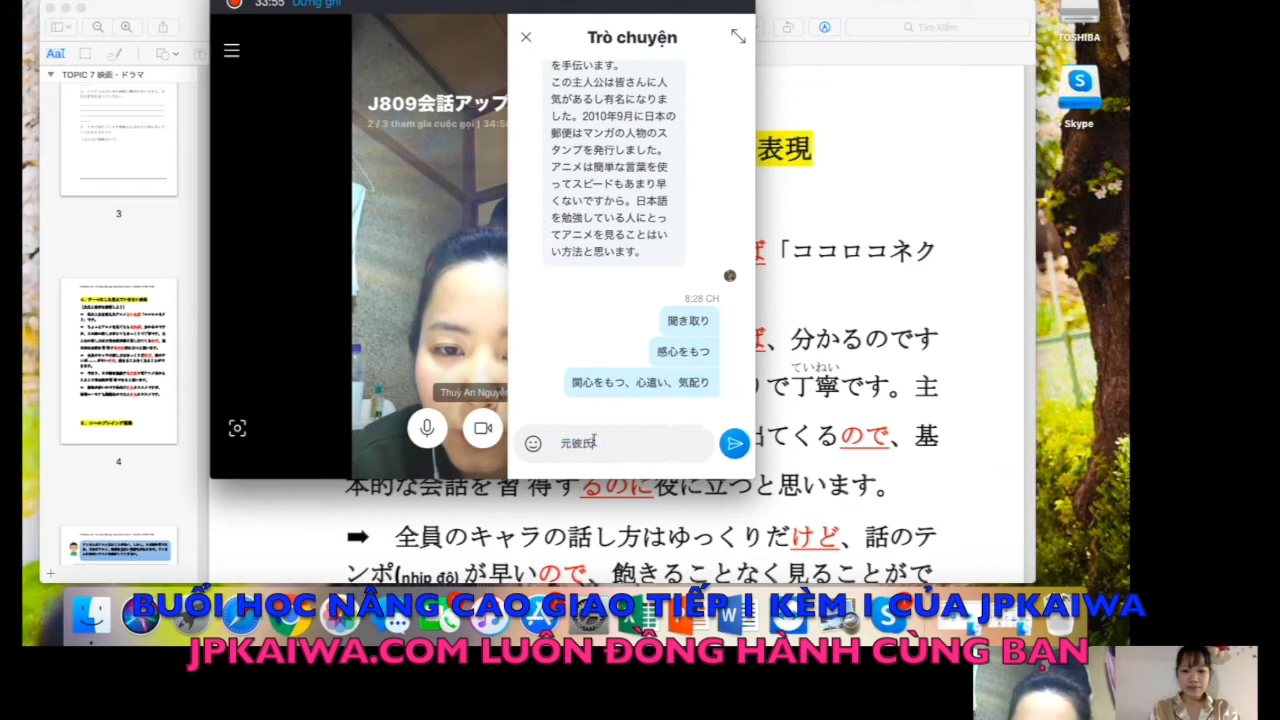 33:55 Dừng ghi
Tìm kiếm
TOSHIBA
AaI
TOPIC 7 映画・ドラマ
Trò chuyện
を手伝います。
この主人公は皆さんに人
気があるし有名になりま
した。2010年9月に日本の
郵便はマンガの人物のス
タンプを発行しました。
アニメは簡単な言葉を使
ってスピードもあまり早
くないですから。日本語
を勉強している人にとっ
てアニメを見ることはい
い方法と思います。
J809会話アップ
2 / 3 tham gia cuộc gọi | 34:5
Skype
表現
3
ば「ココロコネク
8:28 CH
聞き取り
感心をもつ
関心をもつ、心遣い、気配り
Thuý An Nguyễn
元彼氏
ば、分かるのです
ていねい
りで丁寧です。主
出てくるので、基
本的な会話を習得するのに役に立つと思います。
4
➡ 全員のキャラの話し方はゆっくりだけど、話のテ
ンポ(nhịp độ)が早いので、飽きることなく見ることがで
BUỔI HỌC NÂNG CAO GIAO TIẾP 1 KÈM 1 CỦA JPKAIWA
JPKAIWA.COM LUÔN ĐỒNG HÀNH CÙNG BẠN